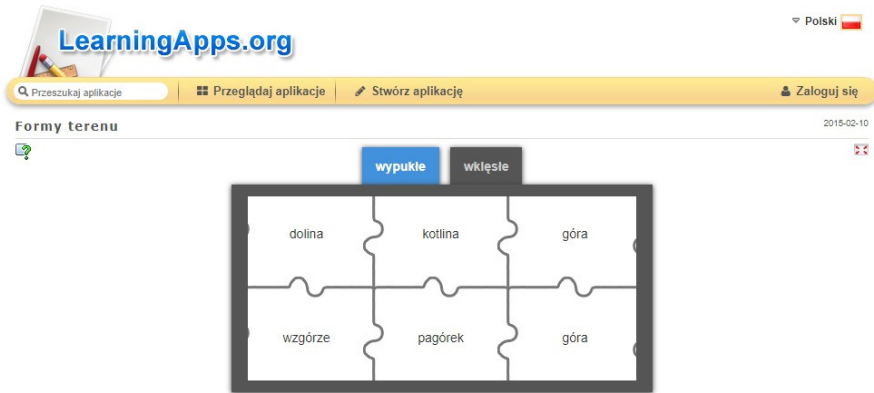 Polski
LearningApps.org
Przeszukaj aplikacje Przeglądaj aplikacje Stwórz aplikację Zaloguj się
Formy terenu 2015-02-10
wypukłe wklęsłe
dolina kotlina góra
wzgórze pagórek góra